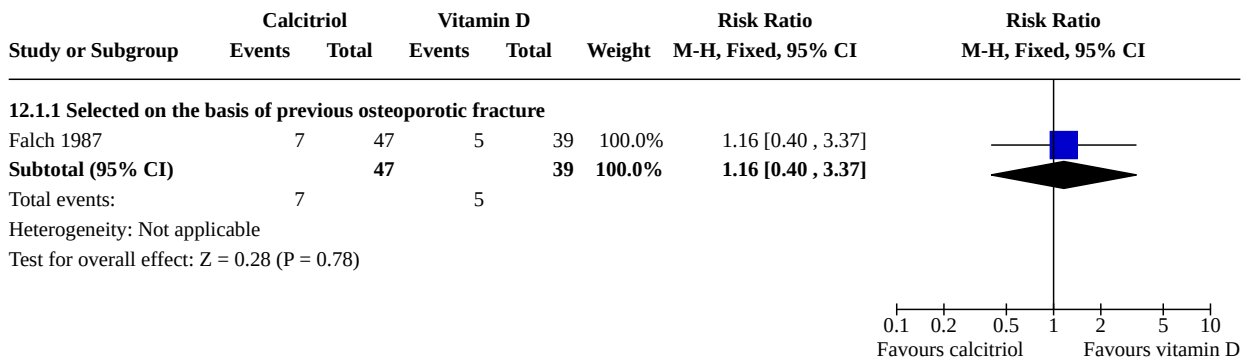 Calcitriol Vitamin D Risk Ratio Risk Ratio
Study or Subgroup Events Total Events Total Weight M-H, Fixed, 95% CI M-H, Fixed, 95% CI
12.1.1 Selected on the basis of previous osteoporotic fracture
Falch 1987 7 47 5 39 100.0% 1.16 [0.40 , 3.37]
Subtotal (95% CI) 47 39 100.0% 1.16 [0.40 , 3.37]
Total events: 7 5
Heterogeneity: Not applicable
Test for overall effect: Z = 0.28 (P = 0.78)
0.1 0.2 0.5 1 2 5 10
Favours calcitriol Favours vitamin D